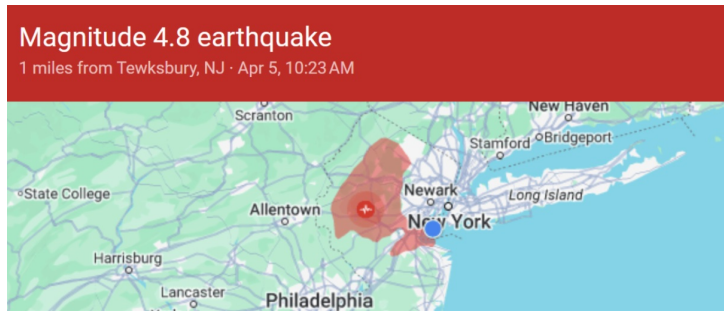 Magnitude 4.8 earthquake
1 miles from Tewksbury, NJ · Apr 5, 10:23 AM
New Haven
Scranton
Stamford
Bridgeport
State College
Newark
Long Island
Allentown
New York
Harrisburg
Lancaster
Philadelphia